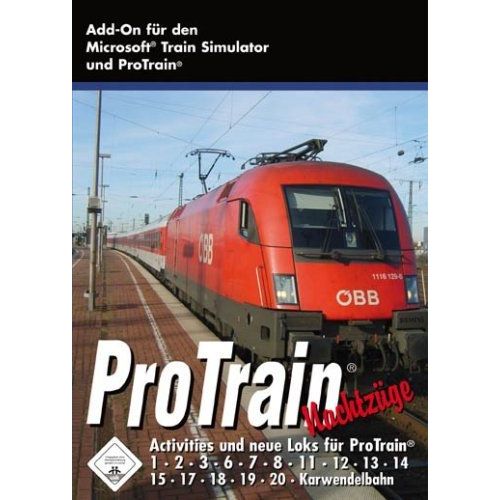 Add-On für den
Microsoft® Train Simulator
und ProTrain®
ÖBB
1116 129-6
ÖBB
SIEMENS
ProTrain®
Nachtzüge
Activities und neue Loks für ProTrain®
1 · 2 · 3 · 6 · 7 · 8 · 11 · 12 · 13 · 14
15 · 17 · 18 · 19 · 20 · Karwendelbahn